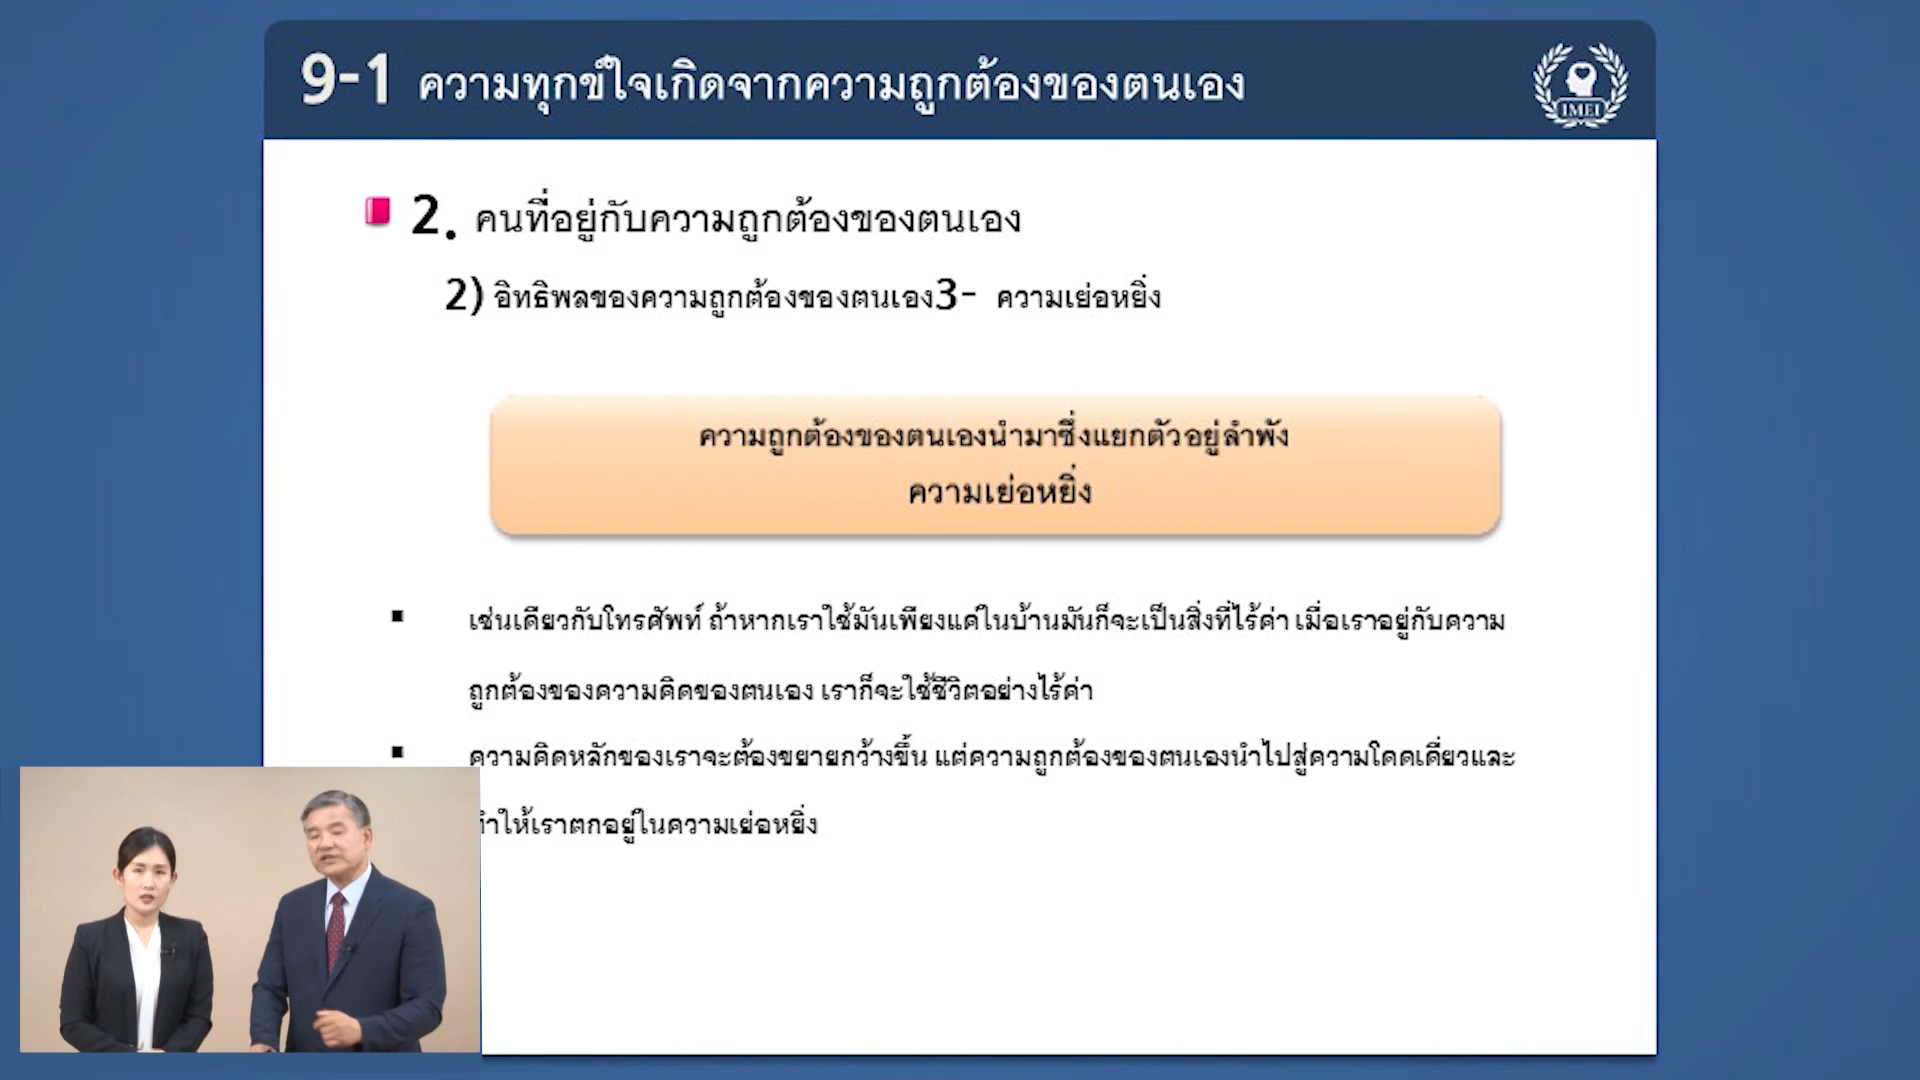 9-1 ความทุกข์ใจเกิดจากความถูกต้องของตนเอง
IMEI
2. คนที่อยู่กับความถูกต้องของตนเอง
2) อิทธิพลของความถูกต้องของตนเอง3- ความเย่อหยิ่ง
ความถูกต้องของตนเองนำมาซึ่งแยกตัวอยู่ลำพัง
ความเย่อหยิ่ง
เช่นเดียวกับโทรศัพท์ ถ้าหากเราใช้มันเพียงแค่ในบ้านมันก็จะเป็นสิ่งที่ไร้ค่า เมื่อเราอยู่กับความ
ถูกต้องของความคิดของตนเอง เราก็จะใช้ชีวิตอย่างไร้ค่า
ความคิดหลักของเราจะต้องขยายกว้างขึ้น แต่ความถูกต้องของตนเองนำไปสู่ความโดดเดี่ยวและ
ทำให้เราตกอยู่ในความเย่อหยิ่ง